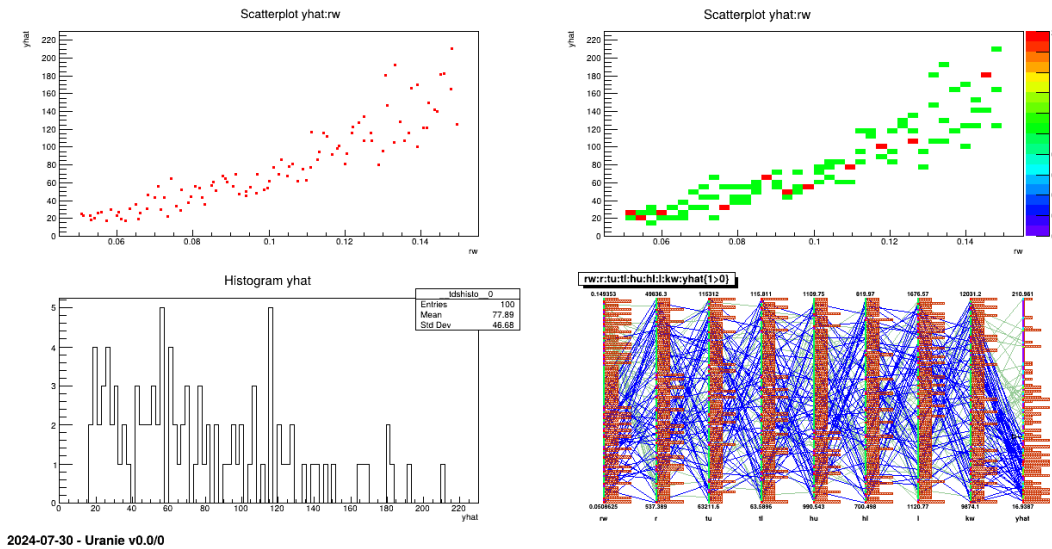 Scatterplot yhat:rw
yhat
220
200
180
160
140
120
100
80
60
40
20
0
0.06
0.08
0.1
0.12
0.14
rw
Scatterplot yhat:rw
yhat
220
200
180
160
140
120
100
80
60
40
20
0
0.06
0.08
0.1
0.12
0.14
rw
Histogram yhat
__tdshisto__0
Entries 100
Mean 77.89
Std Dev 46.68
5
4
3
2
1
0
0 20 40 60 80 100 120 140 160 180 200 220
yhat
rw:r:tu:tl:hu:hl:l:kw:yhat{1>0}
0.149353 49836.3 115312 115.911 1109.75 819.97 1676.57 12031.2 210.961
0.0506625 537.389 63211.6 63.5896 990.543 700.498 1120.77 9874.1 16.9387
rw r tu tl hu hl l kw yhat
2024-07-30 - Uranie v0.0/0